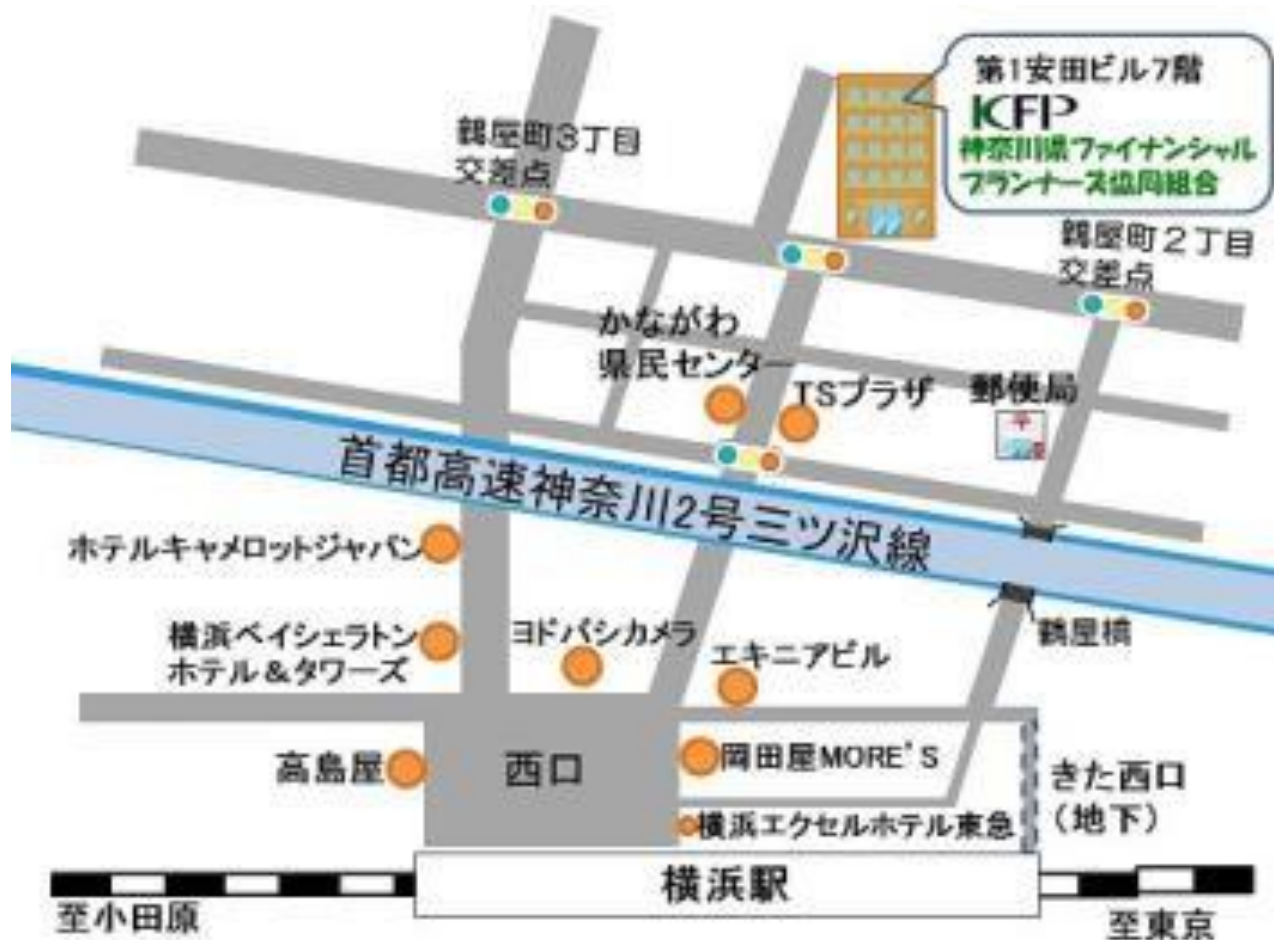 第1安田ビル7階
KFP
神奈川県ファイナンシャル
プランナーズ協同組合
鶴屋町3丁目
交差点
鶴屋町2丁目
交差点
かながわ
県民センター
TSプラザ
郵便局
首都高速神奈川2号三ツ沢線
ホテルキャメロットジャパン
横浜ベイシェラトン
ホテル&タワーズ
ヨドバシカメラ
エキニアビル
鶴屋橋
高島屋
西口
岡田屋MORE'S
きた西口
(地下)
横浜エクセルホテル東急
横浜駅
至小田原
至東京